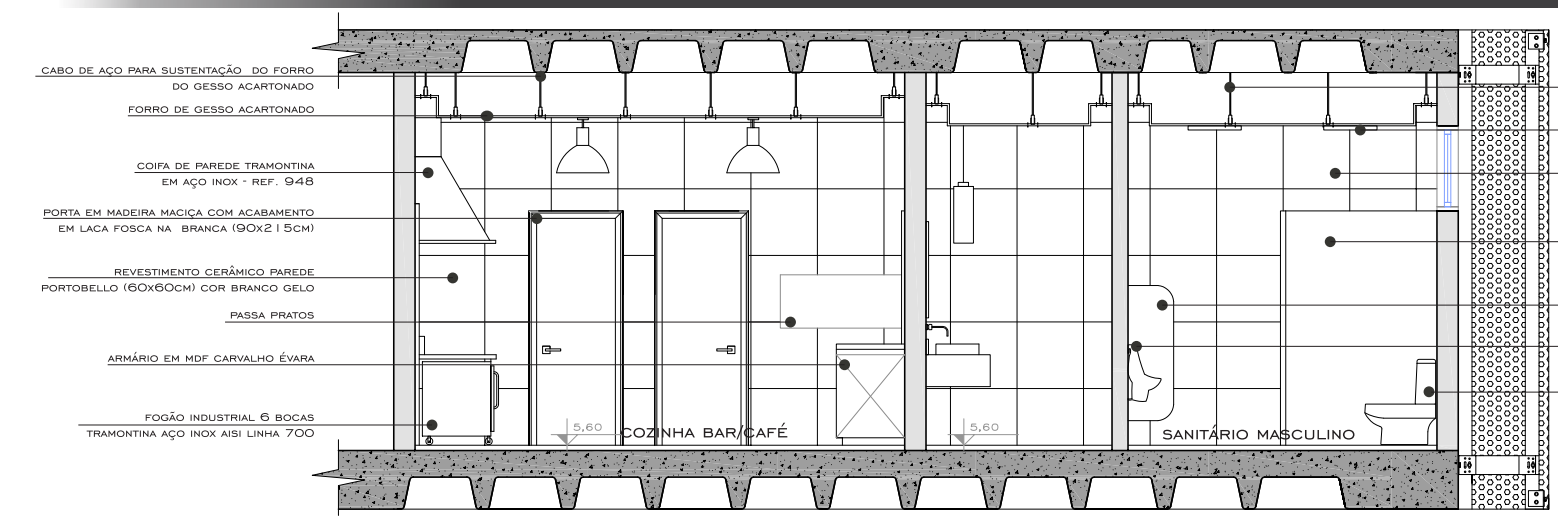 CABO DE AÇO PARA SUSTENTAÇÃO DO FORRO
DO GESSO ACARTONADO
FORRO DE GESSO ACARTONADO
COIFA DE PAREDE TRAMONTINA
EM AÇO INOX - REF. 948
PORTA EM MADEIRA MACIÇA COM ACABAMENTO
EM LACA FOSCA NA BRANCA (90x215CM)
REVESTIMENTO CERÂMICO PAREDE
PORTOBELLO (60x60CM) COR BRANCO GELO
PASSA PRATOS
ARMÁRIO EM MDF CARVALHO ÉVARA
FOGÃO INDUSTRIAL 6 BOCAS
TRAMONTINA AÇO INOX AISI LINHA 700
5,60
COZINHA BAR/CAFÉ
5,60
SANITÁRIO MASCULINO